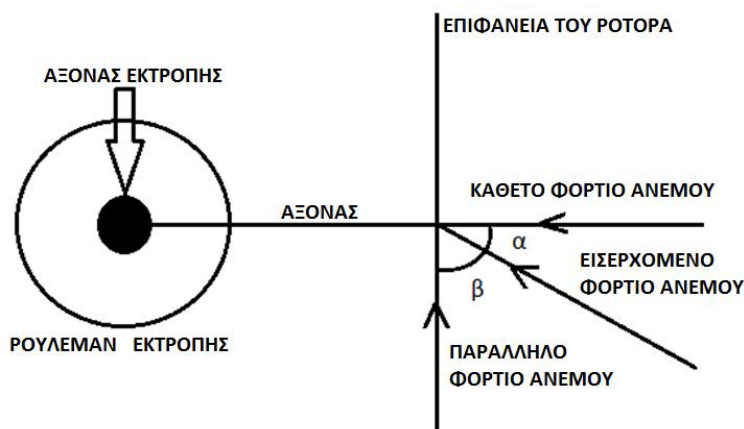 ΕΠΙΦΑΝΕΙΑ ΤΟΥ ΡΟΤΟΡΑ
ΑΞΟΝΑΣ ΕΚΤΡΟΠΗΣ
ΚΑΘΕΤΟ ΦΟΡΤΙΟ ΑΝΕΜΟΥ
ΑΞΟΝΑΣ
α
ΕΙΣΕΡΧΟΜΕΝΟ
ΦΟΡΤΙΟ ΑΝΕΜΟΥ
β
ΡΟΥΛΕΜΑΝ ΕΚΤΡΟΠΗΣ
ΠΑΡΑΛΛΗΛΟ
ΦΟΡΤΙΟ ΑΝΕΜΟΥ